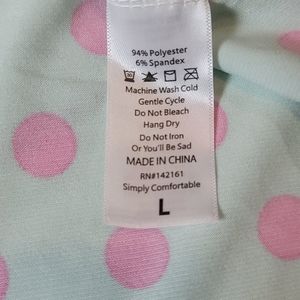 94% Polyester
6% Spandex
Machine Wash Cold
Gentle Cycle
Do Not Bleach
Hang Dry
Do Not Iron
Or You'll Be Sad
MADE IN CHINA
RN#142161
Simply Comfortable
L